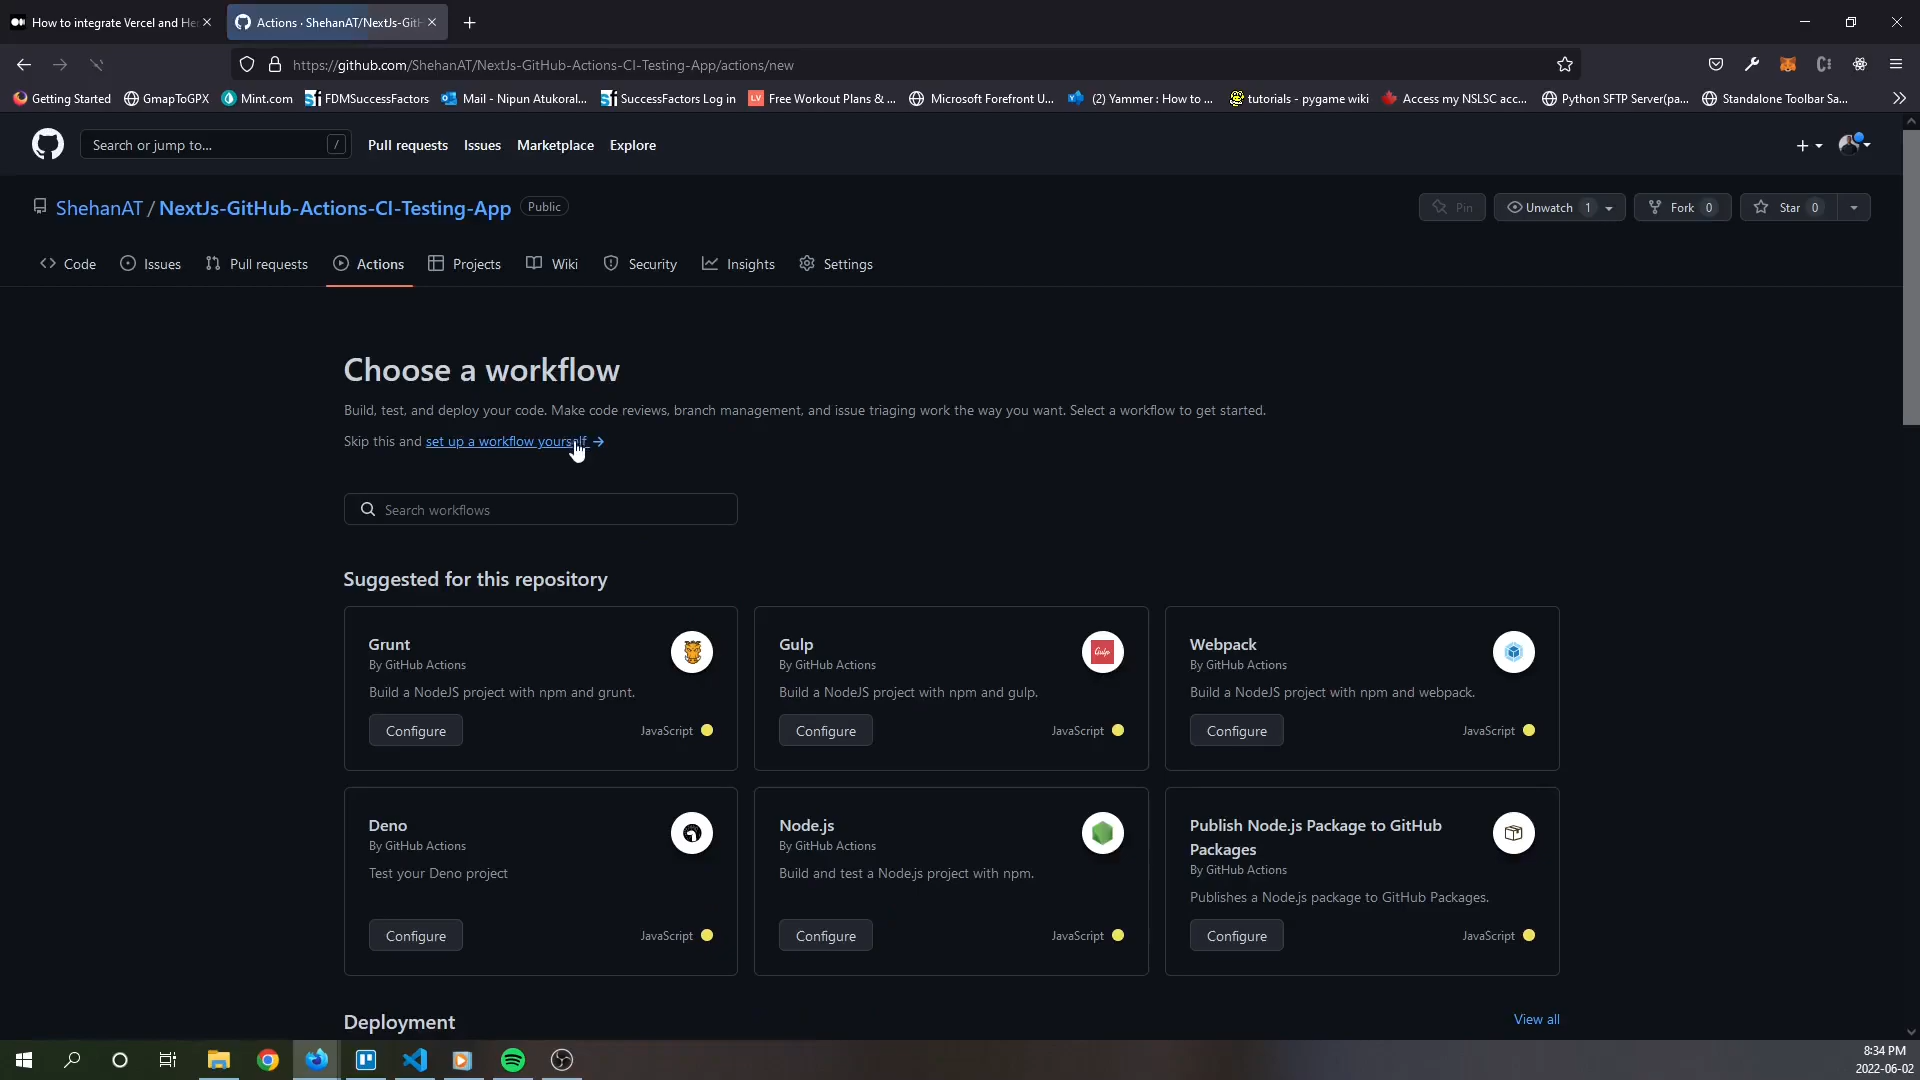 How to integrate Vercel and He
Actions · ShehanAT/NextJs-GitH
https://github.com/ShehanAT/NextJs-GitHub-Actions-CI-Testing-App/actions/new
Getting Started
GmapToGPX
Mint.com
FDMSuccessFactors
Mail - Nipun Atukoral...
SuccessFactors Log in
LV
Free Workout Plans & ...
Microsoft Forefront U...
(2) Yammer : How to ...
tutorials - pygame wiki
Access my NSLSC acc...
Python SFTP Server(pa...
Standalone Toolbar Sa...
Search or jump to...
/
Pull requests
Issues
Marketplace
Explore
ShehanAT / NextJs-GitHub-Actions-CI-Testing-App
Public
Pin
Unwatch 1
Fork 0
Star 0
Code
Issues
Pull requests
Actions
Projects
Wiki
Security
Insights
Settings
Choose a workflow
Build, test, and deploy your code. Make code reviews, branch management, and issue triaging work the way you want. Select a workflow to get started.
Skip this and set up a workflow yourself →
Search workflows
Suggested for this repository
Grunt
By GitHub Actions
Build a NodeJS project with npm and grunt.
Configure
JavaScript
Gulp
By GitHub Actions
Build a NodeJS project with npm and gulp.
Configure
JavaScript
Webpack
By GitHub Actions
Build a NodeJS project with npm and webpack.
Configure
JavaScript
Deno
By GitHub Actions
Test your Deno project
Configure
JavaScript
Node.js
By GitHub Actions
Build and test a Node.js project with npm.
Configure
JavaScript
Publish Node.js Package to GitHub
Packages
By GitHub Actions
Publishes a Node.js package to GitHub Packages.
Configure
JavaScript
Deployment
View all
8:34 PM
2022-06-02